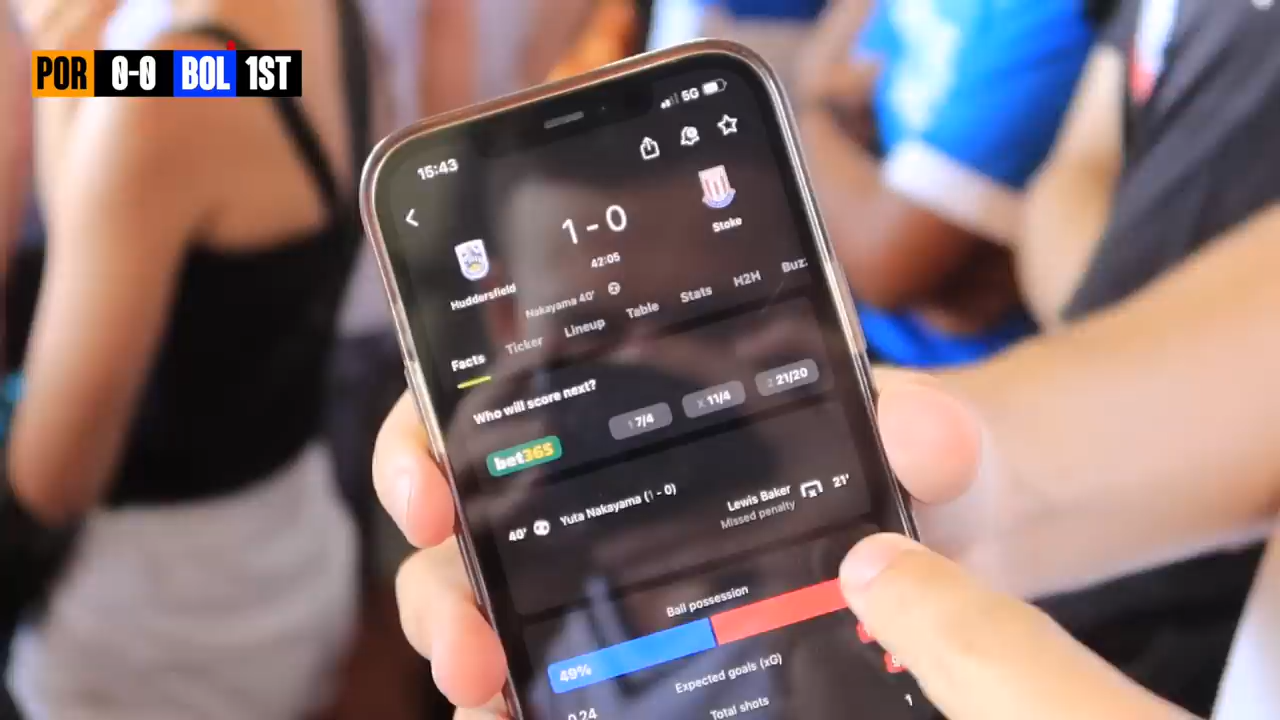 POR 0-0 BOL 1ST
15:43 5G
1 - 0
Huddersfield
Stoke
42:05
Nakayama 40'
Facts Ticker Lineup Table Stats H2H Buz
Who will score next?
bet365
1 7/4 X 11/4 2 21/20
40' Yuta Nakayama (1 - 0)
Lewis Baker 21'
Missed penalty
Ball possession
49%
Expected goals (xG)
0.24
Total shots
1